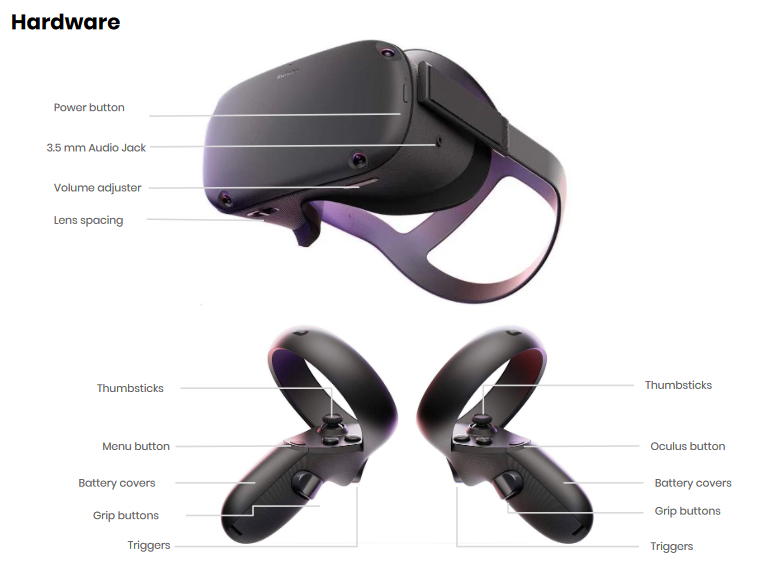 Hardware
Power button
3.5 mm Audio Jack
Volume adjuster
Lens spacing
Thumbsticks
Menu button
Battery covers
Grip buttons
Triggers
Thumbsticks
Oculus button
Battery covers
Grip buttons
Triggers